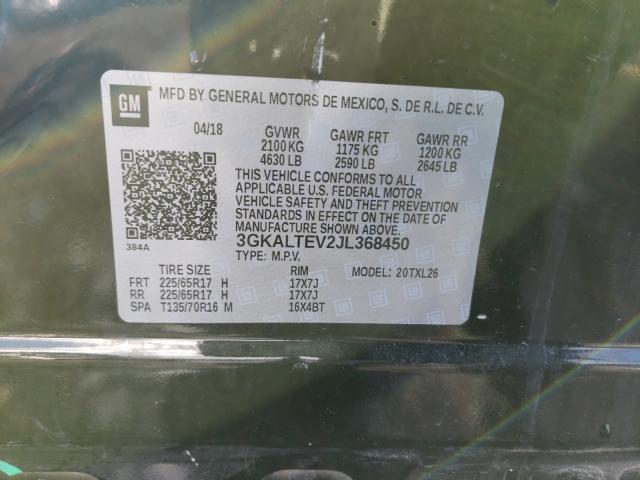 GM
MFD BY GENERAL MOTORS DE MEXICO, S. DE R.L. DE C.V.
04/18 GVWR GAWR FRT GAWR RR
2100 KG 1175 KG 1200 KG
4630 LB 2590 LB 2645 LB
THIS VEHICLE CONFORMS TO ALL
APPLICABLE U.S. FEDERAL MOTOR
VEHICLE SAFETY AND THEFT PREVENTION
STANDARDS IN EFFECT ON THE DATE OF
MANUFACTURE SHOWN ABOVE.
384A
3GKALTEV2JL368450
TYPE: M.P.V.
TIRE SIZE RIM MODEL: 20TXL26
FRT 225/65R17 H 17X7J
RR 225/65R17 H 17X7J
SPA T135/70R16 M 16X4BT